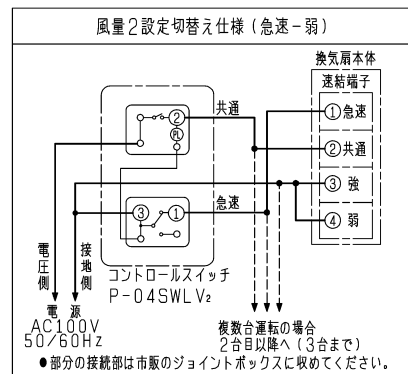 風量2設定切替え仕様(急速-弱)
換気扇本体
速結端子
①急速
②共通
③ 強
④ 弱
共通
②
PL
急速
③
①
電圧側
接地側
コントロールスイッチ
P-04SWLV2
電 源
AC100V
50/60Hz
複数台運転の場合
2台目以降へ(3台まで)
●部分の接続部は市販のジョイントボックスに収めてください。